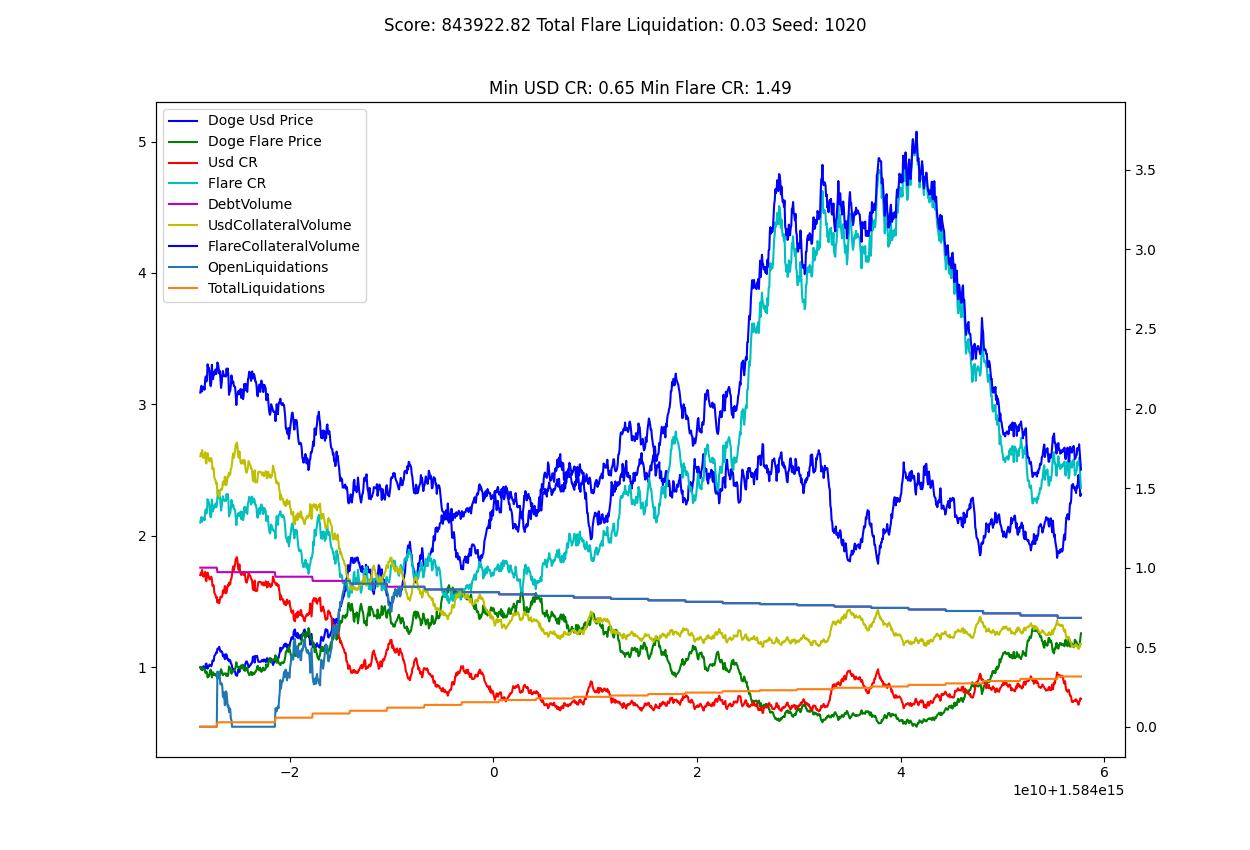 Score: 843922.82 Total Flare Liquidation: 0.03 Seed: 1020
Min USD CR: 0.65 Min Flare CR: 1.49
Doge Usd Price
Doge Flare Price
Usd CR
Flare CR
DebtVolume
UsdCollateralVolume
FlareCollateralVolume
OpenLiquidations
TotalLiquidations
5
4
3
2
1
3.5
3.0
2.5
2.0
1.5
1.0
0.5
0.0
−2 0 2 4 6
1e10+1.584e15